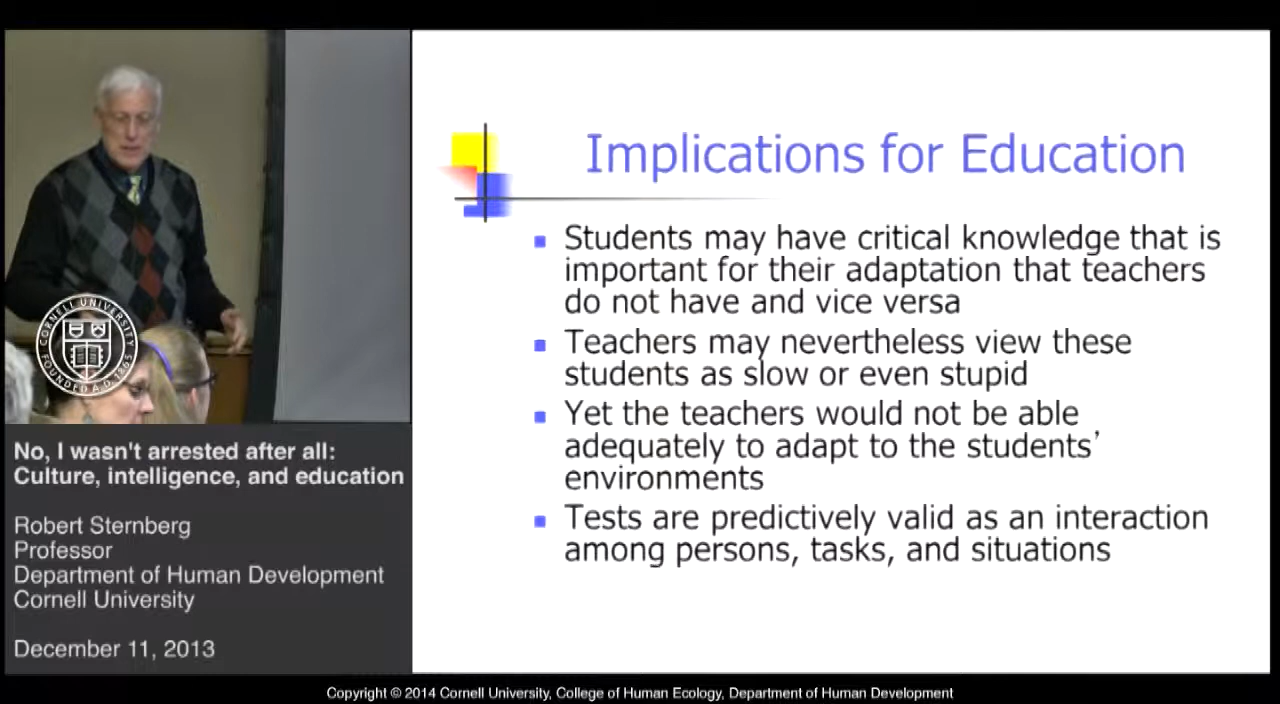 Implications for Education
Students may have critical knowledge that is
important for their adaptation that teachers
do not have and vice versa
Teachers may nevertheless view these
students as slow or even stupid
Yet the teachers would not be able
adequately to adapt to the students’
environments
Tests are predictively valid as an interaction
among persons, tasks, and situations
CORNELL UNIVERSITY
FOUNDED A.D. 1865
No, I wasn't arrested after all:
Culture, intelligence, and education
Robert Sternberg
Professor
Department of Human Development
Cornell University
December 11, 2013
Copyright © 2014 Cornell University, College of Human Ecology, Department of Human Development